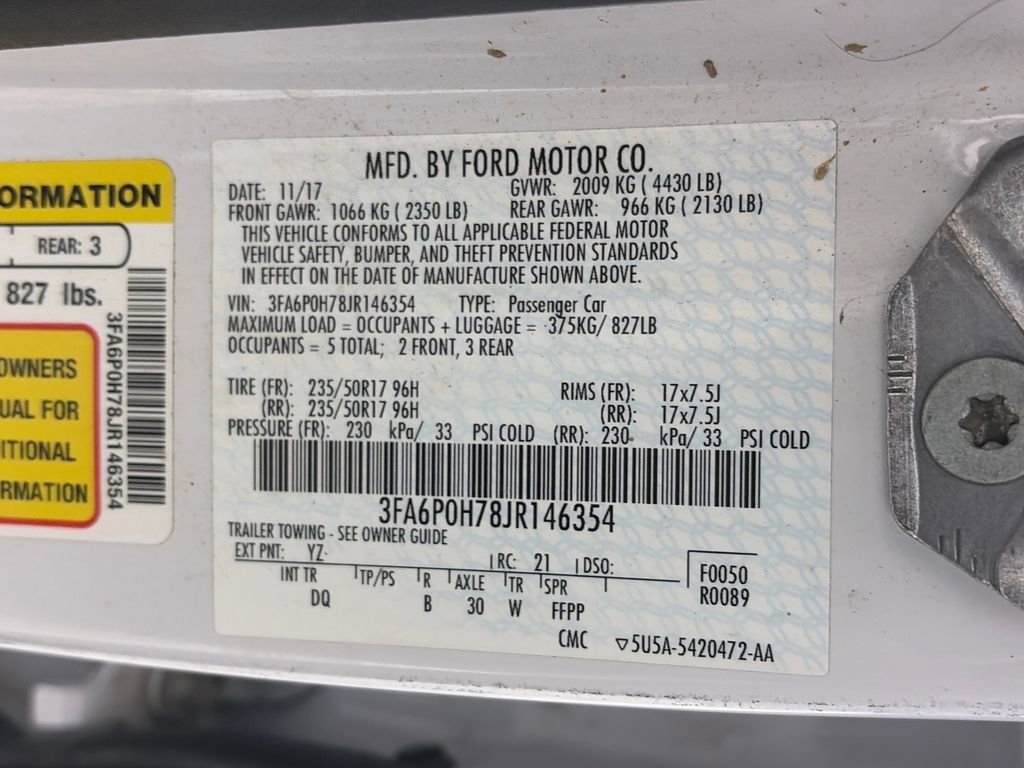 ORMATION
REAR: 3
827 lbs.
OWNERS
UAL FOR
DITIONAL
RMATION
3FA6P0H78JR146354
MFD. BY FORD MOTOR CO.
DATE: 11/17 GVWR: 2009 KG ( 4430 LB)
FRONT GAWR: 1066 KG ( 2350 LB) REAR GAWR: 966 KG ( 2130 LB)
THIS VEHICLE CONFORMS TO ALL APPLICABLE FEDERAL MOTOR
VEHICLE SAFETY, BUMPER, AND THEFT PREVENTION STANDARDS
IN EFFECT ON THE DATE OF MANUFACTURE SHOWN ABOVE.
VIN: 3FA6P0H78JR146354 TYPE: Passenger Car
MAXIMUM LOAD = OCCUPANTS + LUGGAGE = 375KG/ 827LB
OCCUPANTS = 5 TOTAL; 2 FRONT, 3 REAR
TIRE (FR): 235/50R17 96H RIMS (FR): 17x7.5J
(RR): 235/50R17 96H (RR): 17x7.5J
PRESSURE (FR): 230 kPa/ 33 PSI COLD (RR): 230 kPa/ 33 PSI COLD
3FA6P0H78JR146354
TRAILER TOWING - SEE OWNER GUIDE
EXT PNT: YZ RC: 21 DSO: F0050
INT TR TP/PS R AXLE TR SPR R0089
DQ B 30 W FFPP
CMC ▽5U5A-5420472-AA